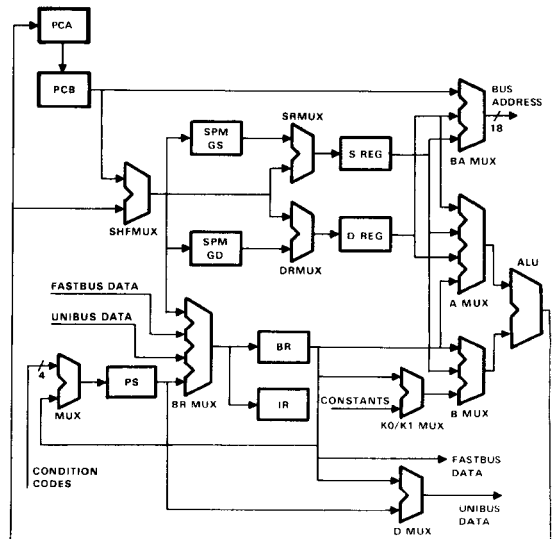 PCA
PCB
BUS
ADDRESS
18
BA MUX
SPM
GS
SRMUX
S REG
SHFMUX
SPM
GD
DRMUX
D REG
A MUX
ALU
FASTBUS DATA
UNIBUS DATA
4
MUX
PS
BR MUX
BR
IR
CONSTANTS
K0/K1 MUX
B MUX
CONDITION
CODES
FASTBUS
DATA
UNIBUS
DATA
D MUX